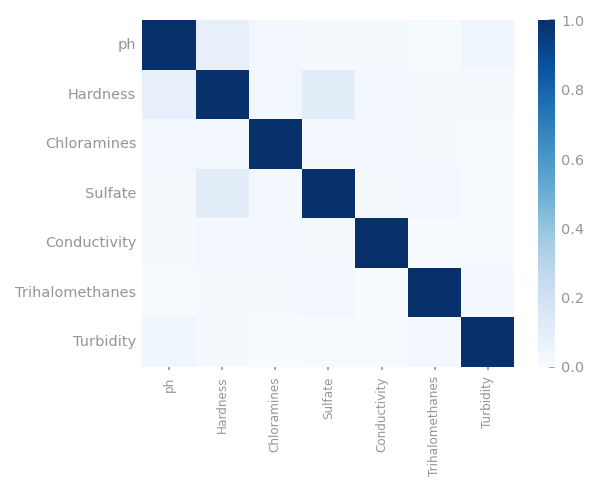 ph
Hardness
Chloramines
Sulfate
Conductivity
Trihalomethanes
Turbidity
ph
Hardness
Chloramines
Sulfate
Conductivity
Trihalomethanes
Turbidity
1.0
0.8
0.6
0.4
0.2
0.0